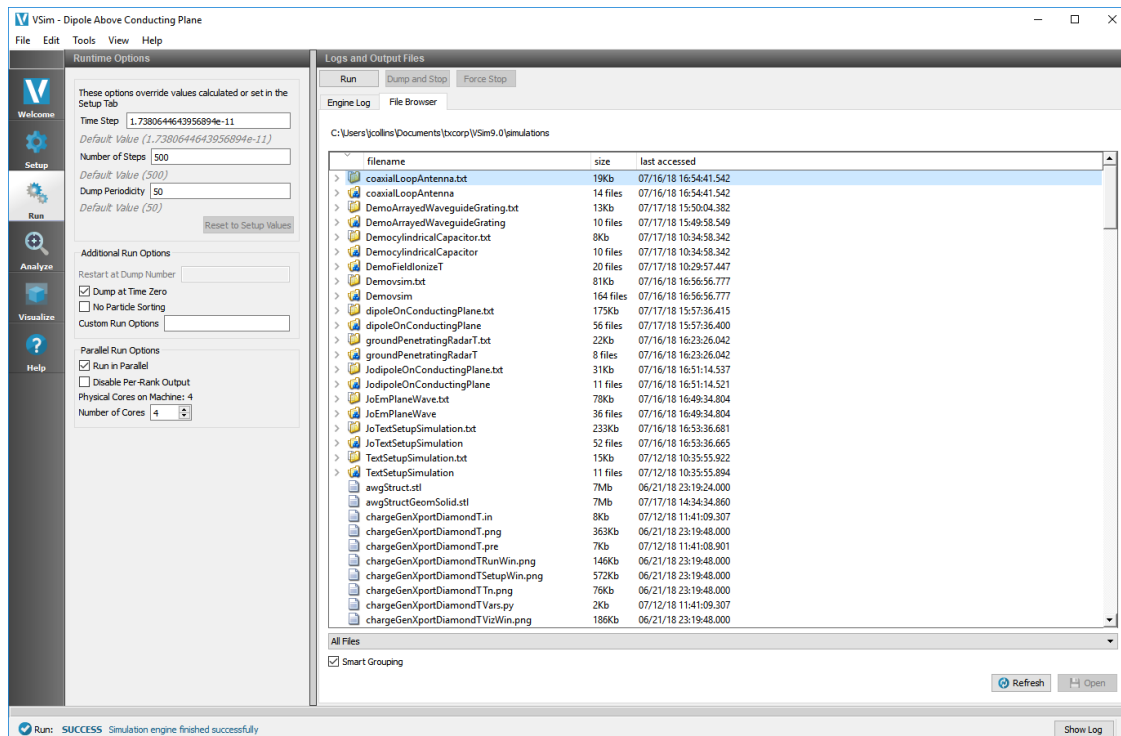 VSim - Dipole Above Conducting Plane
File Edit Tools View Help
Welcome
Setup
Run
Analyze
Visualize
Help
Runtime Options
These options override values calculated or set in the
Setup Tab
Time Step 1.7380644643956894e-11
Default Value (1.7380644643956894e-11)
Number of Steps 500
Default Value (500)
Dump Periodicity 50
Default Value (50)
Reset to Setup Values
Additional Run Options
Restart at Dump Number
Dump at Time Zero
No Particle Sorting
Custom Run Options
Parallel Run Options
Run in Parallel
Disable Per-Rank Output
Physical Cores on Machine: 4
Number of Cores 4
Logs and Output Files
Run Dump and Stop Force Stop
Engine Log File Browser
C:\Users\jcollins\Documents\txcorp\VSim9.0\simulations
filename size last accessed
coaxialLoopAntenna.txt 19Kb 07/16/18 16:54:41.542
coaxialLoopAntenna 14 files 07/16/18 16:54:41.542
DemoArrayedWaveguideGrating.txt 13Kb 07/17/18 15:50:04.382
DemoArrayedWaveguideGrating 10 files 07/17/18 15:49:58.549
DemocylindricalCapacitor.txt 8Kb 07/17/18 10:34:58.342
DemocylindricalCapacitor 10 files 07/17/18 10:34:58.342
DemoFieldIonizeT 20 files 07/17/18 10:29:57.447
Demovsim.txt 81Kb 07/16/18 16:56:56.777
Demovsim 164 files 07/16/18 16:56:56.777
dipoleOnConductingPlane.txt 175Kb 07/17/18 15:57:36.415
dipoleOnConductingPlane 56 files 07/17/18 15:57:36.400
groundPenetratingRadarT.txt 22Kb 07/16/18 16:23:26.042
groundPenetratingRadarT 8 files 07/16/18 16:23:26.042
JodipoleOnConductingPlane.txt 31Kb 07/16/18 16:51:14.537
JodipoleOnConductingPlane 11 files 07/16/18 16:51:14.521
JoEmPlaneWave.txt 78Kb 07/16/18 16:49:34.804
JoEmPlaneWave 36 files 07/16/18 16:49:34.804
JoTextSetupSimulation.txt 233Kb 07/16/18 16:53:36.681
JoTextSetupSimulation 52 files 07/16/18 16:53:36.665
TextSetupSimulation.txt 15Kb 07/12/18 10:35:55.922
TextSetupSimulation 11 files 07/12/18 10:35:55.894
awgStruct.stl 7Mb 06/21/18 23:19:24.000
awgStructGeomSolid.stl 7Mb 07/17/18 14:34:34.860
chargeGenXportDiamondT.in 8Kb 07/12/18 11:41:09.307
chargeGenXportDiamondT.png 363Kb 06/21/18 23:19:48.000
chargeGenXportDiamondT.pre 7Kb 07/12/18 11:41:08.901
chargeGenXportDiamondTRunWin.png 146Kb 06/21/18 23:19:48.000
chargeGenXportDiamondTSetupWin.png 572Kb 06/21/18 23:19:48.000
chargeGenXportDiamondTTn.png 76Kb 06/21/18 23:19:48.000
chargeGenXportDiamondTVars.py 2Kb 07/12/18 11:41:09.307
chargeGenXportDiamondTVizWin.png 186Kb 06/21/18 23:19:48.000
All Files
Smart Grouping
Refresh Open
Run: SUCCESS Simulation engine finished successfully
Show Log